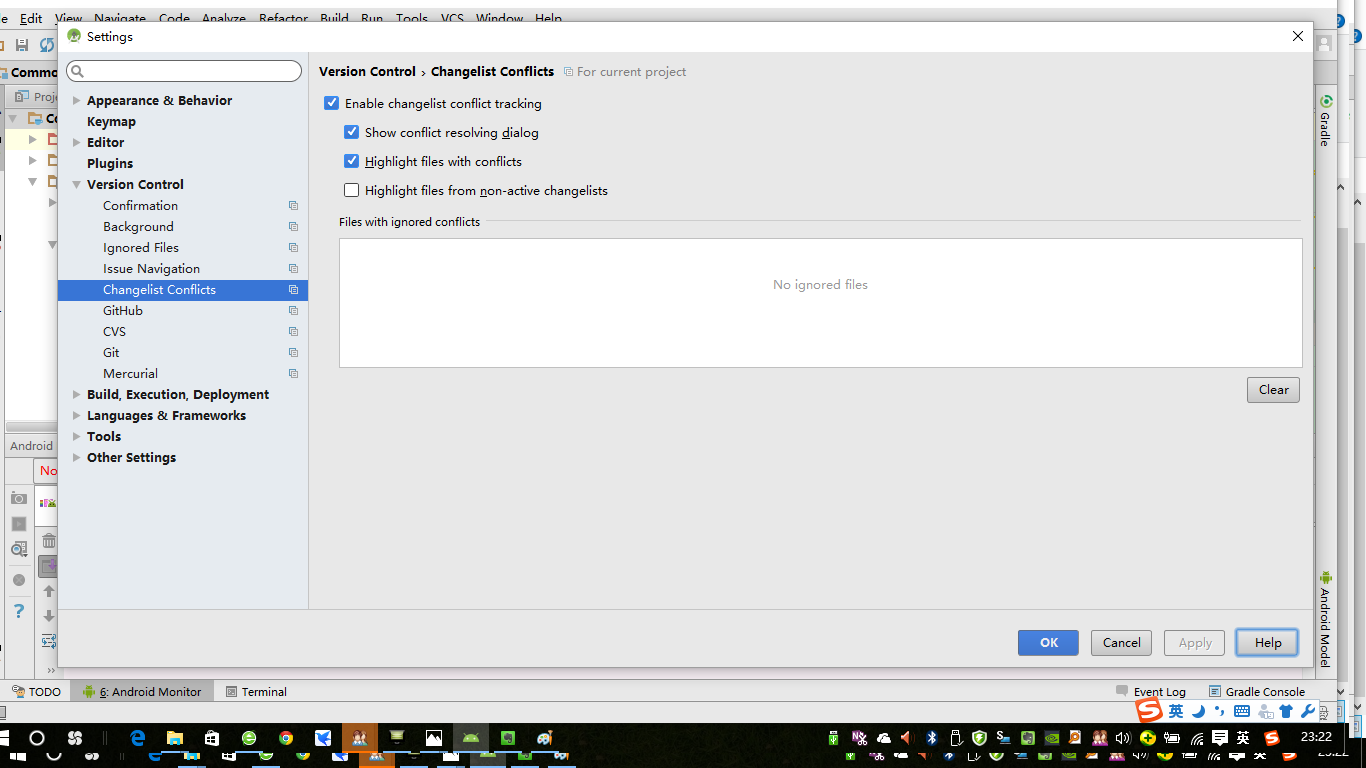 Edit View Navigate Code Analyze Refactor Build Run Tools VCS Window Help
Settings
Version Control › Changelist Conflicts For current project
Commo
Proj
Appearance & Behavior
Keymap
Editor
Plugins
Version Control
Confirmation
Background
Ignored Files
Issue Navigation
Changelist Conflicts
GitHub
CVS
Git
Mercurial
Build, Execution, Deployment
Languages & Frameworks
Tools
Other Settings
Enable changelist conflict tracking
Show conflict resolving dialog
Highlight files with conflicts
Highlight files from non-active changelists
Files with ignored conflicts
No ignored files
Clear
OK Cancel Apply Help
Gradle
Android Model
Android
No
TODO 6: Android Monitor Terminal Event Log Gradle Console
英
英 23:22